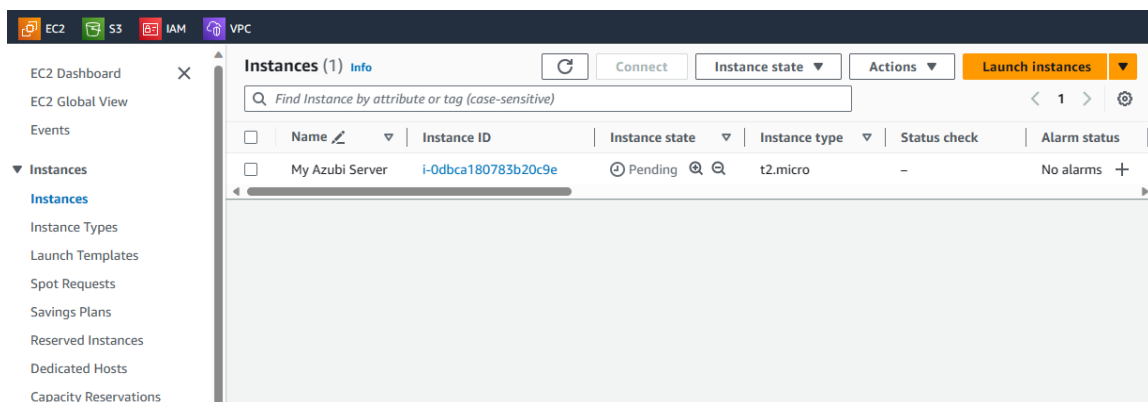 EC2 S3 IAM VPC
EC2 Dashboard
EC2 Global View
Events
Instances
Instances
Instance Types
Launch Templates
Spot Requests
Savings Plans
Reserved Instances
Dedicated Hosts
Capacity Reservations
Instances (1) Info Connect Instance state Actions Launch instances
Find Instance by attribute or tag (case-sensitive) 1
Name Instance ID Instance state Instance type Status check Alarm status
My Azubi Server i-0dbca180783b20c9e Pending t2.micro – No alarms